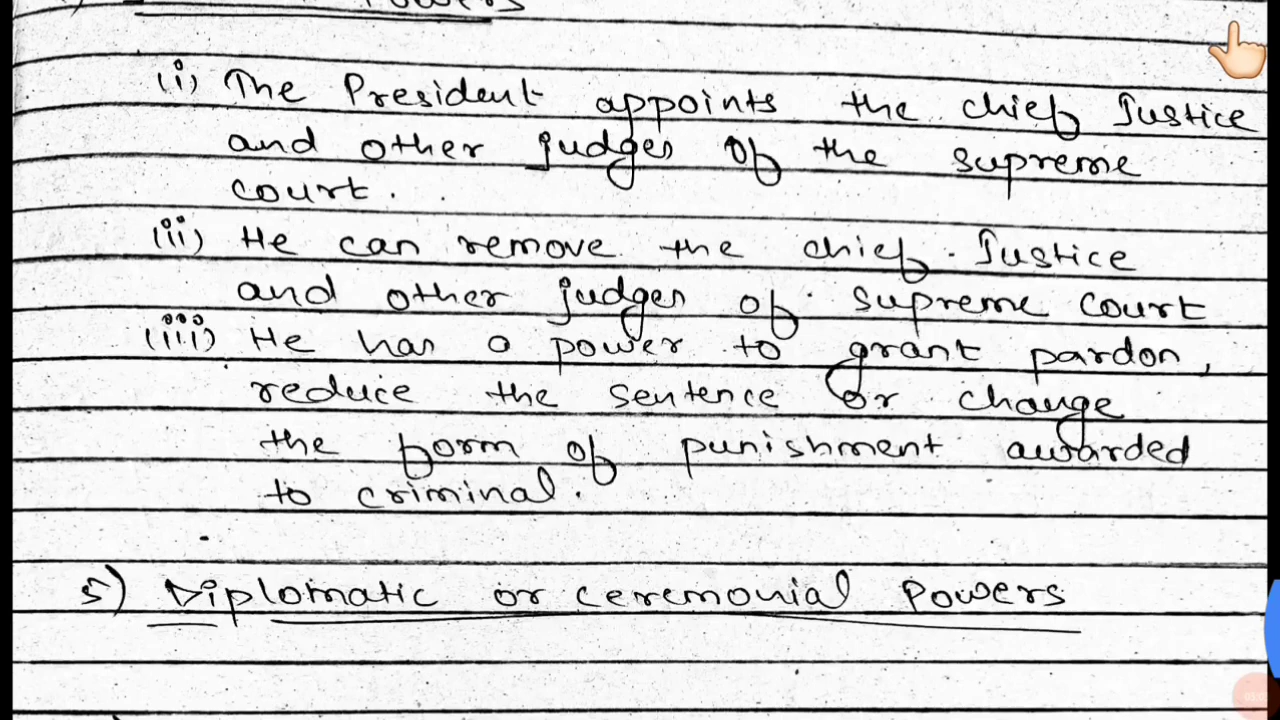 Powers
(i) The President appoints the chief Justice
and other judges of the supreme
court.
(ii) He can remove the chief Justice
and other judges of supreme court
(iii) He has a power to grant pardon,
reduce the sentence or change
the form of punishment awarded
to criminal.
5) Diplomatic or ceremonial Powers